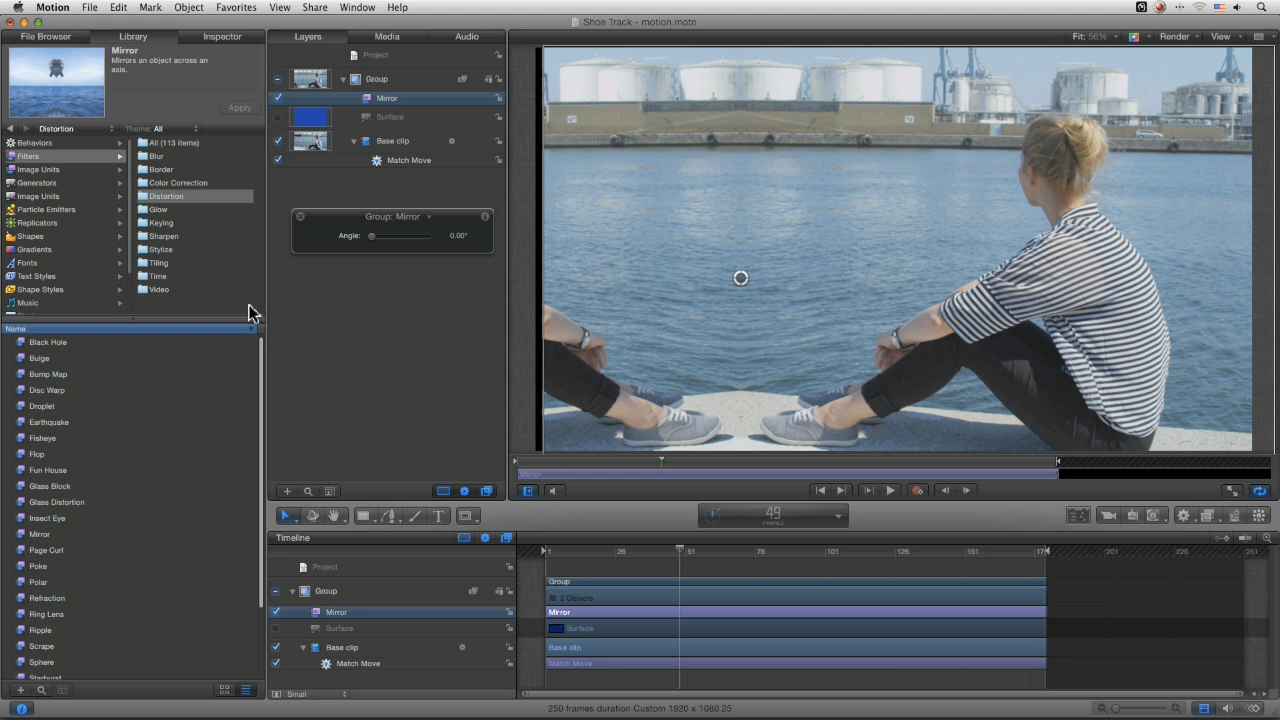 Motion File Edit Mark Object Favorites View Share Window Help
Shoe Track - motion.motn
File Browser Library Inspector
Layers Media Audio
Fit: 56% Render View
Mirror
Mirrors an object across an
axis.
Apply
Distortion Theme: All
Behaviors
Filters
Image Units
Generators
Image Units
Particle Emitters
Replicators
Shapes
Gradients
Fonts
Text Styles
Shape Styles
Music
All (113 items)
Blur
Border
Color Correction
Distortion
Glow
Keying
Sharpen
Stylize
Tiling
Time
Video
Name
Black Hole
Bulge
Bump Map
Disc Warp
Droplet
Earthquake
Fisheye
Flop
Fun House
Glass Block
Glass Distortion
Insect Eye
Mirror
Page Curl
Poke
Polar
Refraction
Ring Lens
Ripple
Scrape
Sphere
Starburst
Project
Group
Mirror
Surface
Base clip
Match Move
Group: Mirror
Angle: 0.00°
Mirror
49
FRAMES
Timeline
1 26 51 76 101 126 151 176 201 226 251
Project
Group
Mirror
Surface
Base clip
Match Move
Group
2 Objects
Mirror
Surface
Base clip
Match Move
Small
250 frames duration Custom 1920 x 1080 25